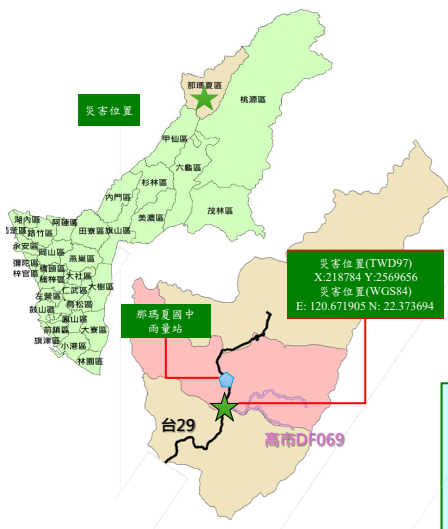 那瑪夏區
桃源區
災害位置
甲仙區
六龜區
杉林區
內門區
茂林區
美濃區
湖內區
阿蓮區
路竹區
田寮區
旗山區
永安區
岡山區
燕巢區
彌陀區
橋頭區
大社區
梓官區
楠梓區
大樹區
仁武區
左營區
鳥松區
鼓山區
鳳山區
前鎮區
大寮區
旗津區
小港區
林園區
災害位置(TWD97)
X:218784 Y:2569656
災害位置(WGS84)
E: 120.671905 N: 22.373694
那瑪夏國中
雨量站
台29
高市DF069